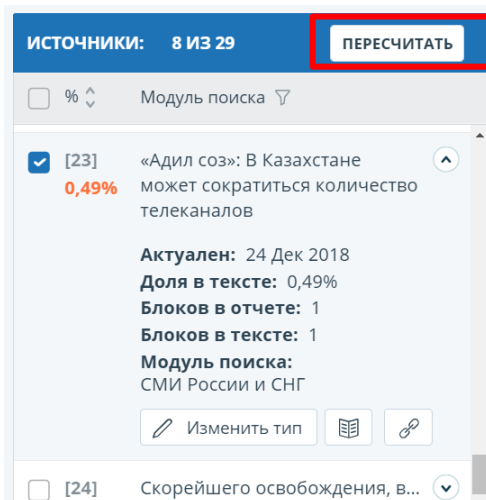 ИСТОЧНИКИ: 8 ИЗ 29 ПЕРЕСЧИТАТЬ
% Модуль поиска
[23] «Адил соз»: В Казахстане
0,49% может сократиться количество
телеканалов
Актуален: 24 Дек 2018
Доля в тексте: 0,49%
Блоков в отчете: 1
Блоков в тексте: 1
Модуль поиска:
СМИ России и СНГ
Изменить тип
[24] Скорейшего освобождения, в...